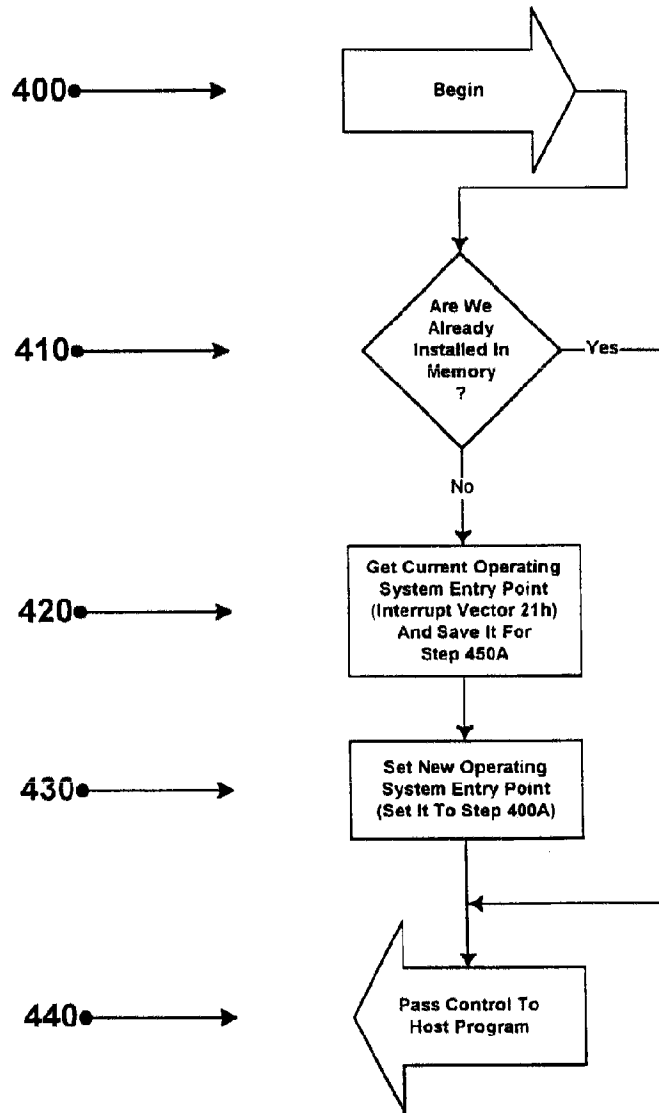 400
Begin
410
Are We
Already
Installed In
Memory
?
Yes
No
420
Get Current Operating
System Entry Point
(Interrupt Vector 21h)
And Save It For
Step 450A
430
Set New Operating
System Entry Point
(Set It To Step 400A)
440
Pass Control To
Host Program